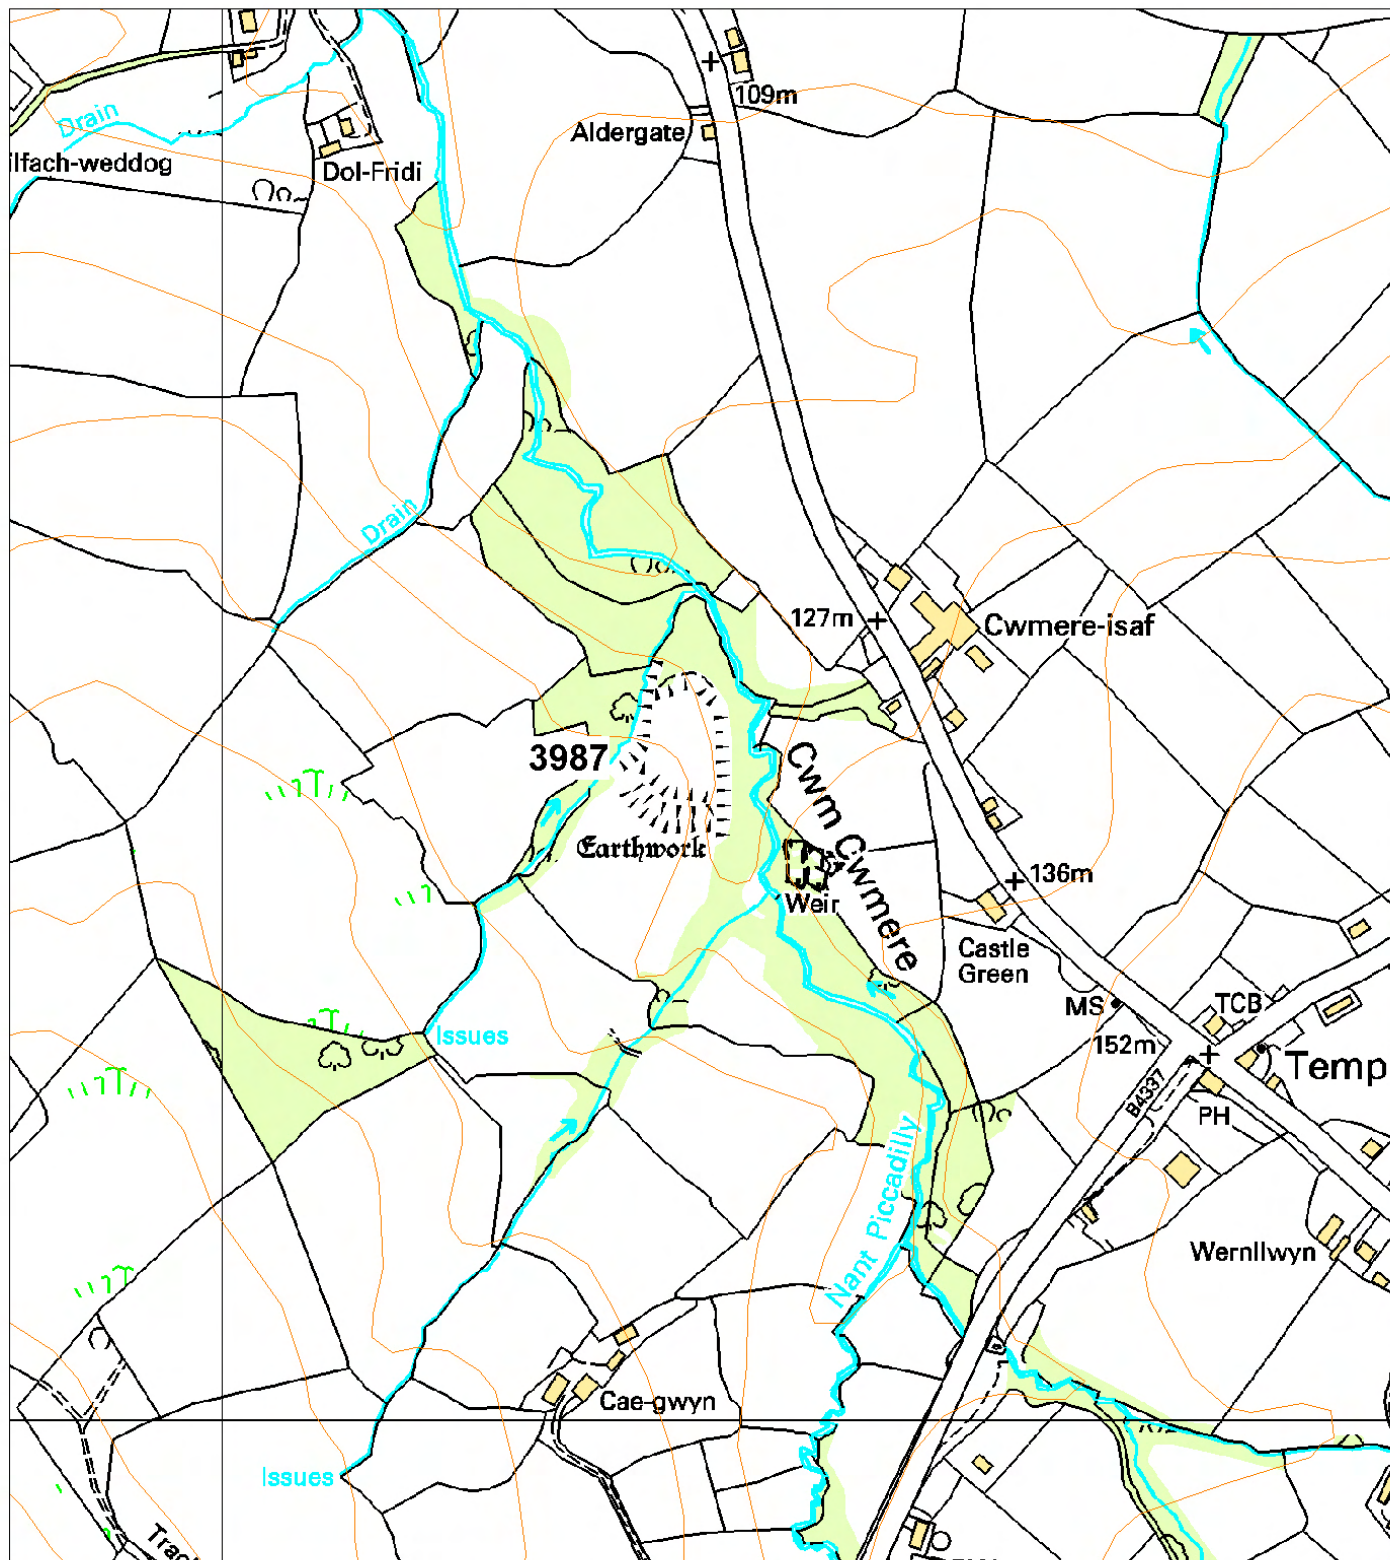 109m
Drain
Aldergate
ilfach-weddog
Dol-Fridi
Drain
127m
Cwmere-isaf
3987
Cwm Cwmere
Earthwork
136m
Weir
Castle
Green
MS
TCB
Issues
152m
Temp
B4337
PH
Nant Piccadilly
Wernllwyn
Cae-gwyn
Issues